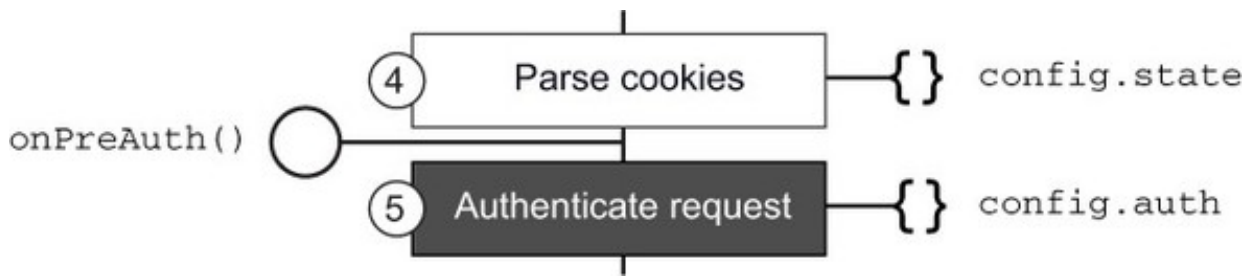 4
Parse cookies
{ } config.state
onPreAuth()
5
Authenticate request
{ } config.auth